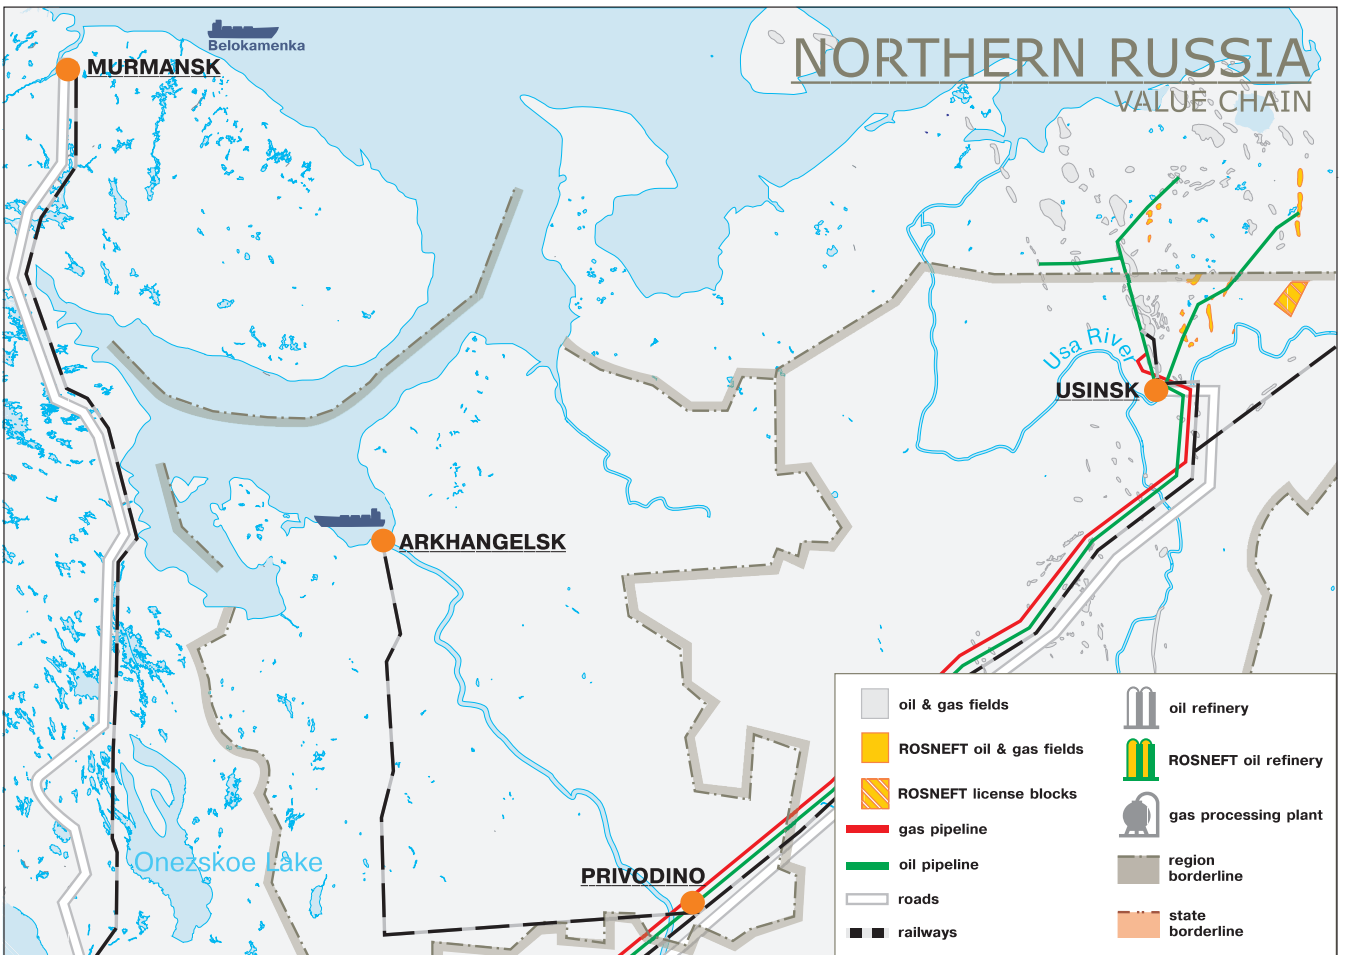 Belokamenka
NORTHERN RUSSIA
VALUE CHAIN
MURMANSK
Usa River
USINSK
ARKHANGELSK
Onezskoe Lake
PRIVODINO
oil & gas fields
ROSNEFT oil & gas fields
ROSNEFT license blocks
gas pipeline
oil pipeline
roads
railways
oil refinery
ROSNEFT oil refinery
gas processing plant
region
borderline
state
borderline